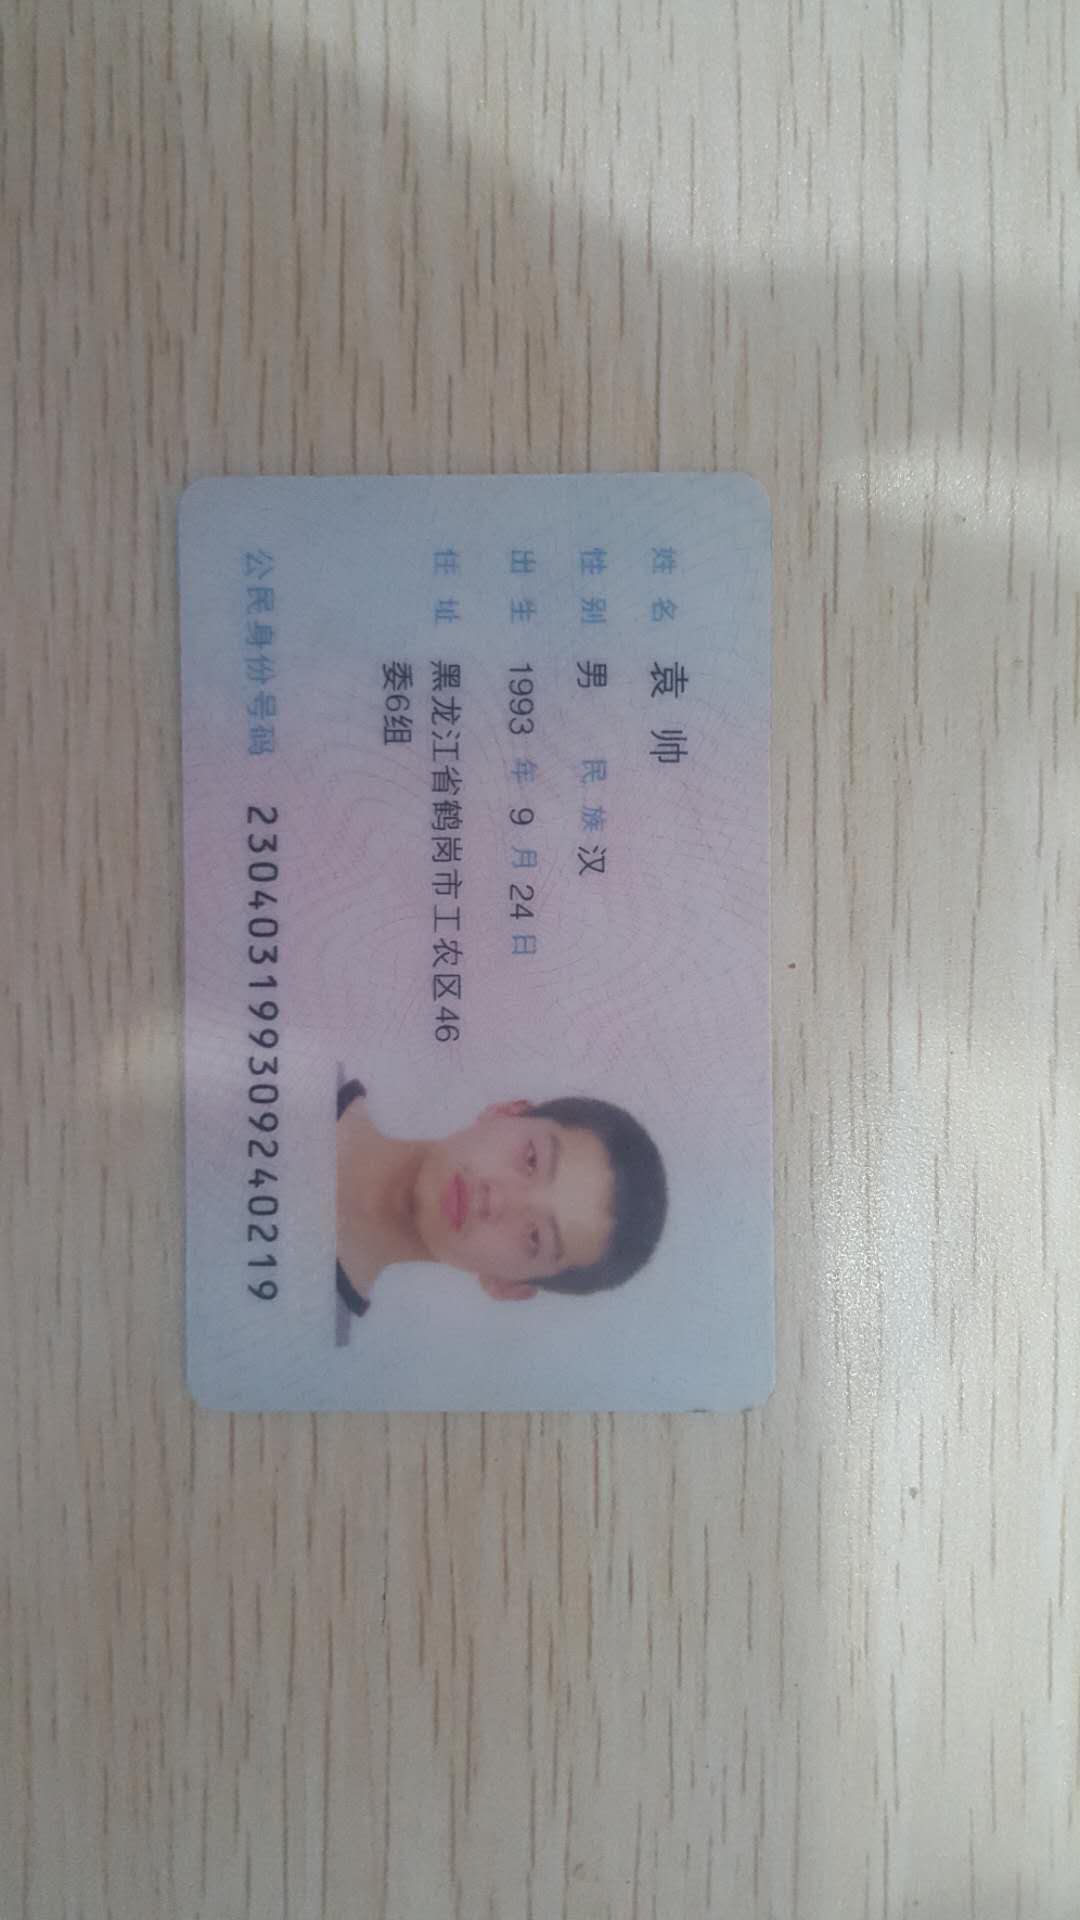 姓名 袁帅
性别 男 民族 汉
出生 1993 年 9 月 24 日
住址 黑龙江省鹤岗市工农区46
委6组
公民身份号码 230403199309240219